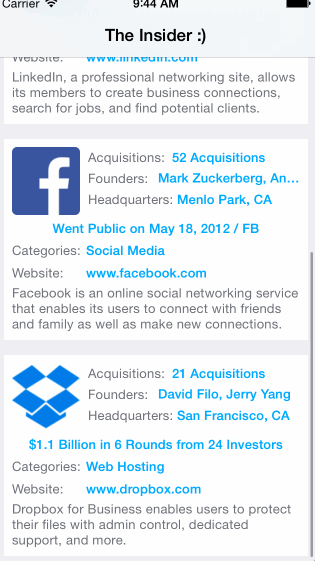 Carrier 9:44 AM
The Insider :)
Website: www.linkedin.com
LinkedIn, a professional networking site, allows
its members to create business connections,
search for jobs, and find potential clients.
Acquisitions: 52 Acquisitions
Founders: Mark Zuckerberg, An...
Headquarters: Menlo Park, CA
Went Public on May 18, 2012 / FB
Categories: Social Media
Website: www.facebook.com
Facebook is an online social networking service
that enables its users to connect with friends
and family as well as make new connections.
Acquisitions: 21 Acquisitions
Founders: David Filo, Jerry Yang
Headquarters: San Francisco, CA
$1.1 Billion in 6 Rounds from 24 Investors
Categories: Web Hosting
Website: www.dropbox.com
Dropbox for Business enables users to protect
their files with admin control, dedicated
support, and more.